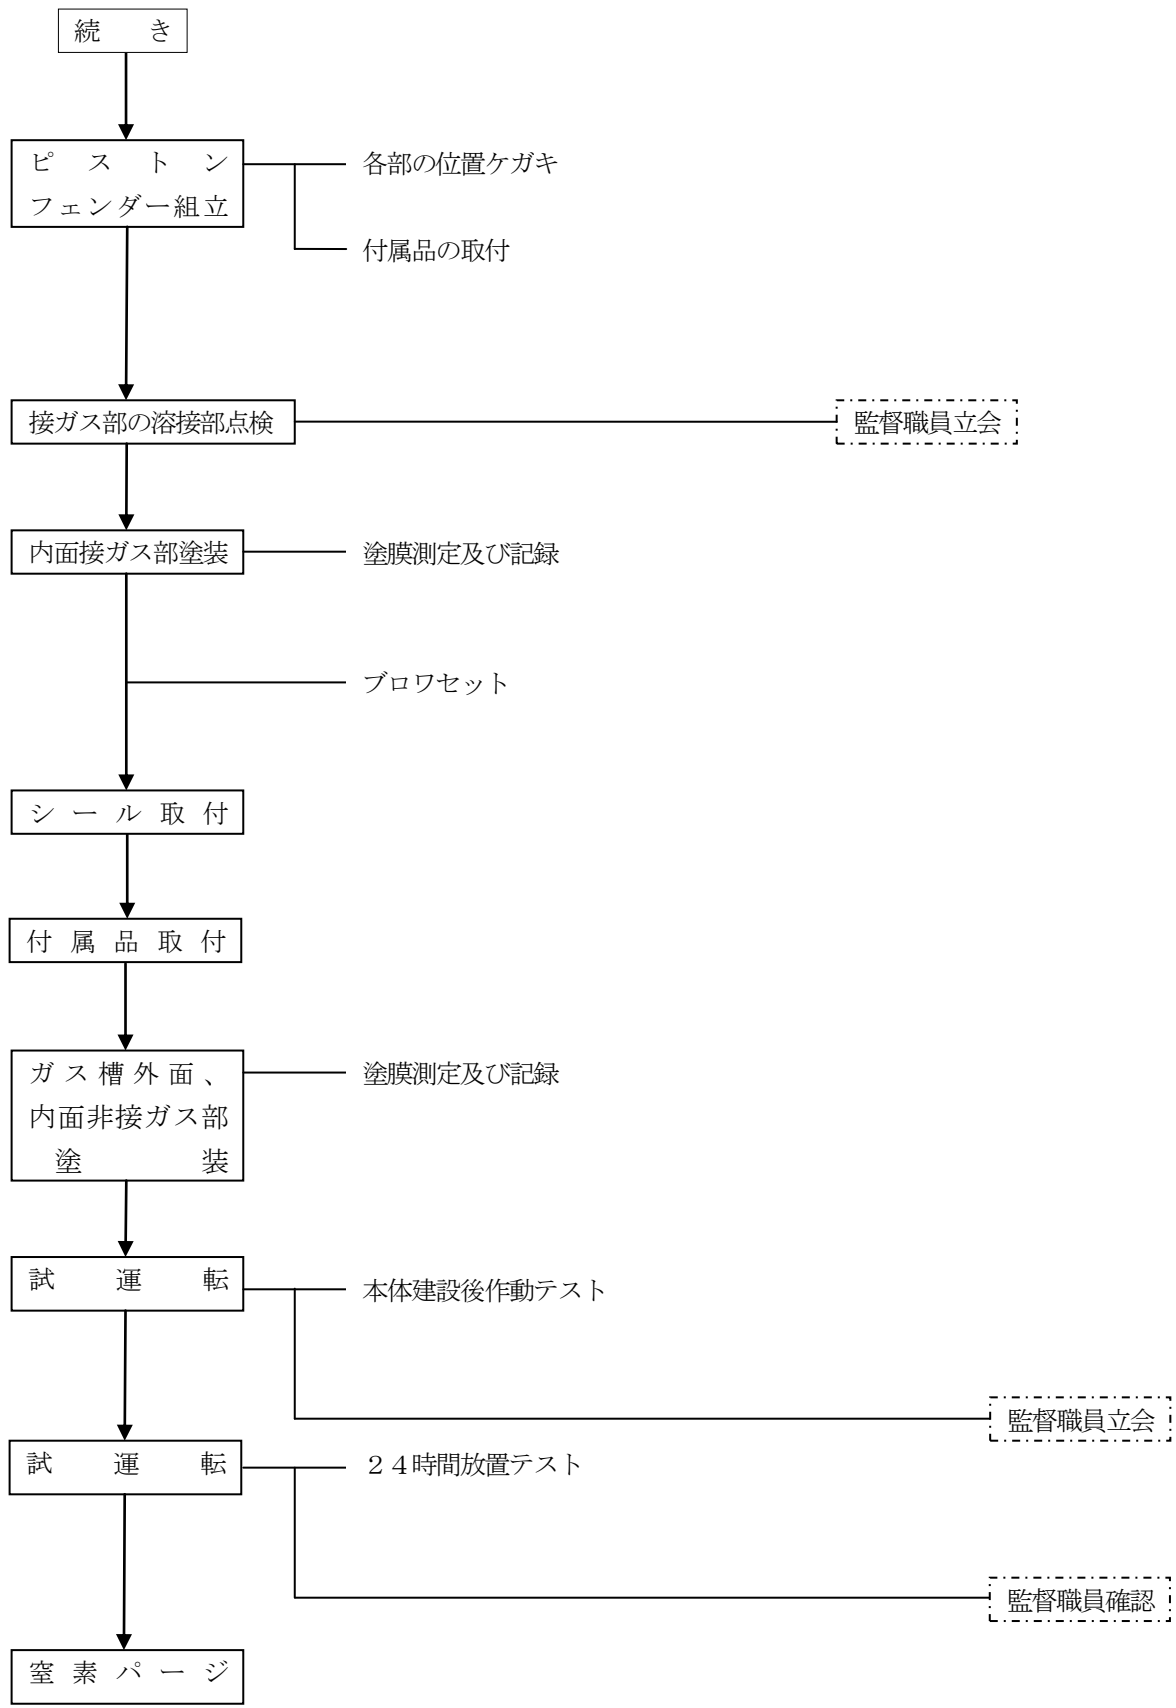 続き
ピストン
フェンダー組立
各部の位置ケガキ
付属品の取付
接ガス部の溶接部点検
監督職員立会
内面接ガス部塗装
塗膜測定及び記録
ブロワセット
シール取付
付属品取付
ガス槽外面、
内面非接ガス部
塗装
塗膜測定及び記録
試運転
本体建設後作動テスト
監督職員立会
試運転
２４時間放置テスト
監督職員確認
窒素パージ